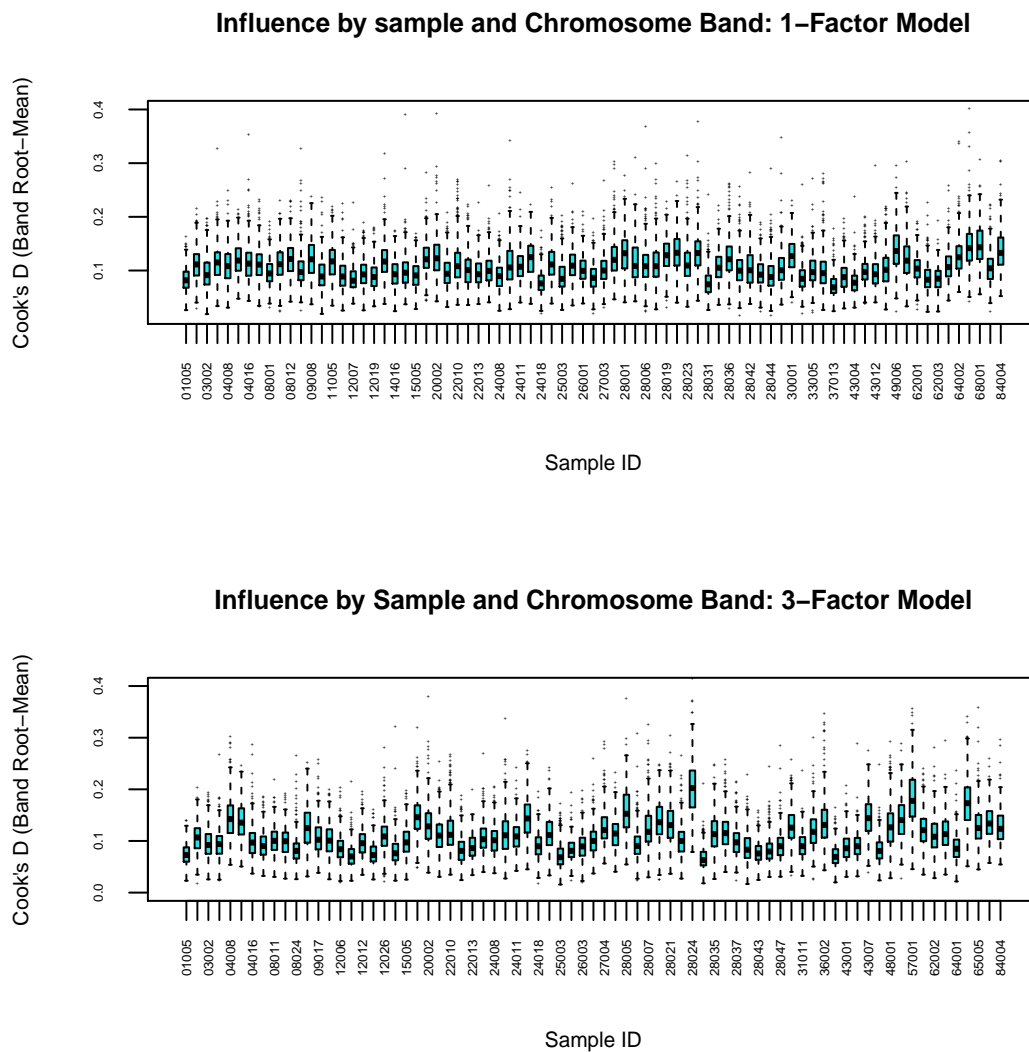 Influence by sample and Chromosome Band: 1−Factor Model
Cook's D (Band Root−Mean)
0.4
0.3
0.2
0.1
01005 03002 04008 04016 08001 08012 09008 11005 12007 12019 14016 15005 20002 22010 22013 24008 24011 24018 25003 26001 27003 28001 28006 28019 28023 28031 28036 28042 28044 30001 33005 37013 43004 43012 49006 62001 62003 64002 68001 84004
Sample ID
Influence by Sample and Chromosome Band: 3−Factor Model
Cook's D (Band Root−Mean)
0.4
0.3
0.2
0.1
0.0
01005 03002 04008 04016 08011 08024 09017 12006 12012 12026 15005 20002 22010 22013 24008 24011 24018 25003 26003 27004 28005 28007 28021 28024 28035 28037 28043 28047 31011 36002 43001 43007 48001 57001 62002 64001 65005 84004
Sample ID